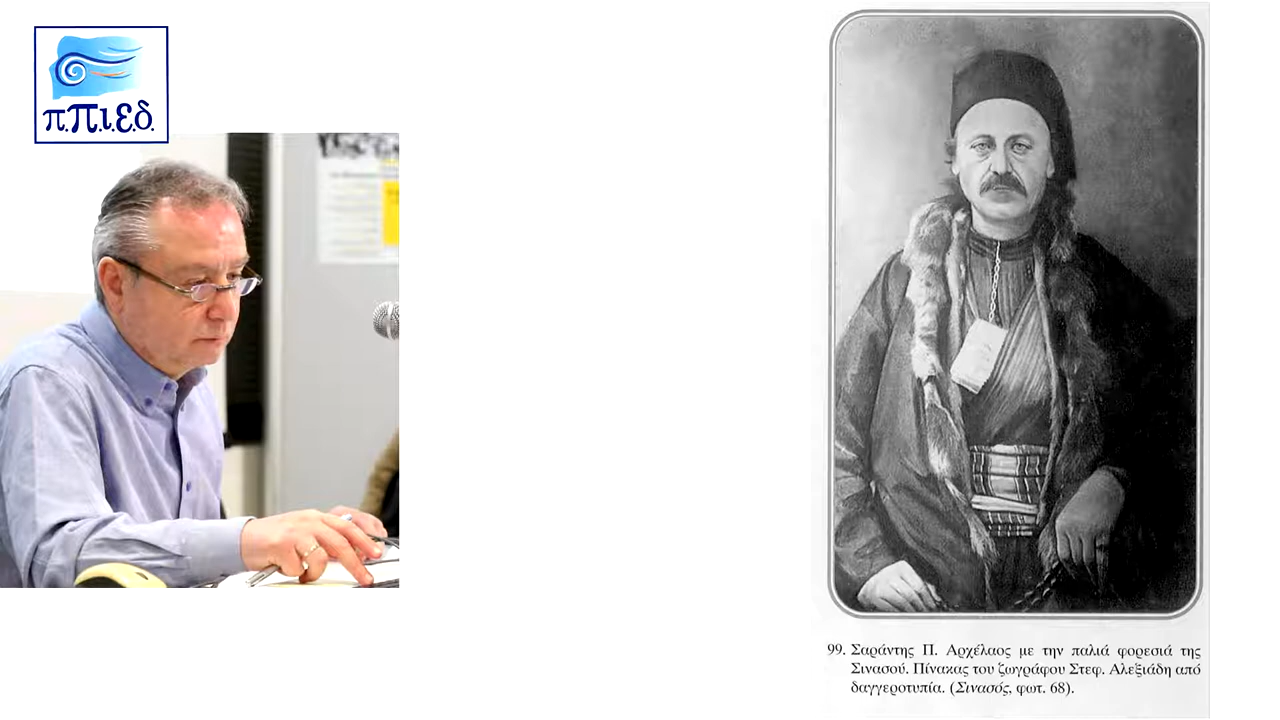 π.π.ι.εδ.
99. Σαράντης Π. Αρχέλαος με την παλιά φορεσιά της
Σινασού. Πίνακας του ζωγράφου Στεφ. Αλεξιάδη από
δαγγεροτυπία. (Σινασός, φωτ. 68).